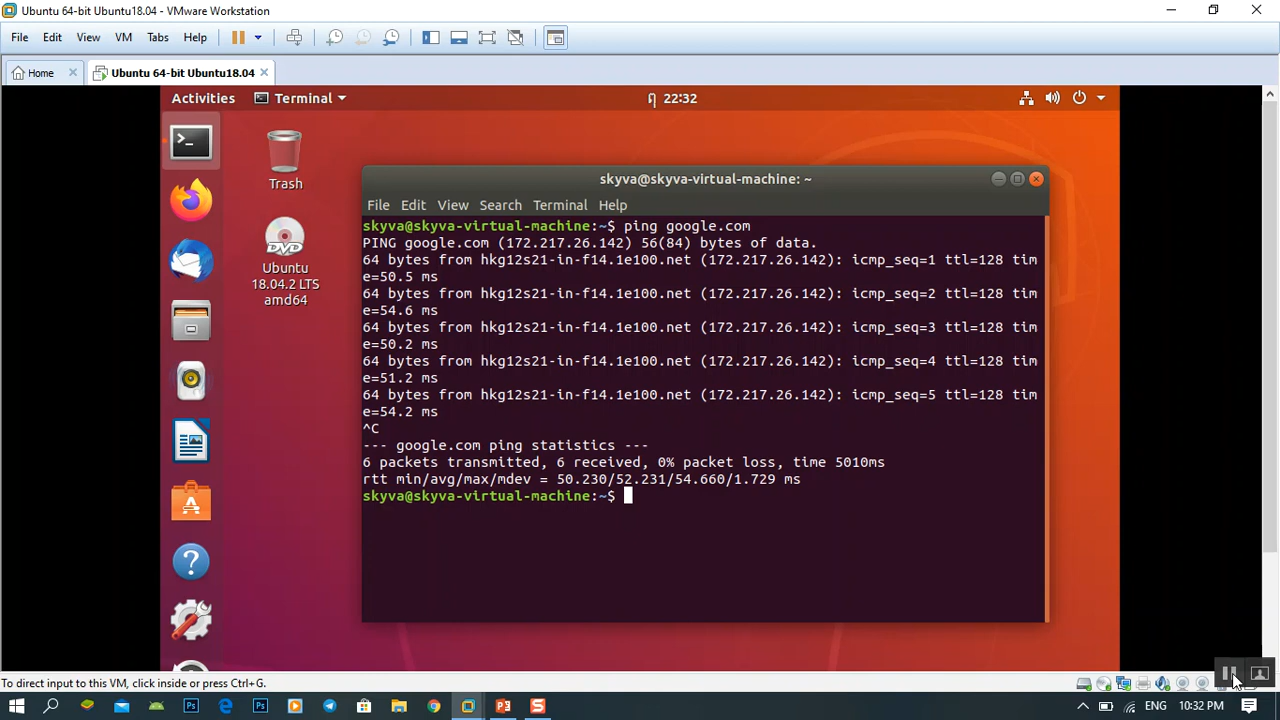 Ubuntu 64-bit Ubuntu18.04 - VMware Workstation
File Edit View VM Tabs Help
Home Ubuntu 64-bit Ubuntu18.04
Activities Terminal ฤ 22:32
Trash
Ubuntu
18.04.2 LTS
amd64
skyva@skyva-virtual-machine: ~
File Edit View Search Terminal Help
skyva@skyva-virtual-machine:~$ ping google.com
PING google.com (172.217.26.142) 56(84) bytes of data.
64 bytes from hkg12s21-in-f14.1e100.net (172.217.26.142): icmp_seq=1 ttl=128 tim
e=50.5 ms
64 bytes from hkg12s21-in-f14.1e100.net (172.217.26.142): icmp_seq=2 ttl=128 tim
e=54.6 ms
64 bytes from hkg12s21-in-f14.1e100.net (172.217.26.142): icmp_seq=3 ttl=128 tim
e=50.2 ms
64 bytes from hkg12s21-in-f14.1e100.net (172.217.26.142): icmp_seq=4 ttl=128 tim
e=51.2 ms
64 bytes from hkg12s21-in-f14.1e100.net (172.217.26.142): icmp_seq=5 ttl=128 tim
e=54.2 ms
^C
--- google.com ping statistics ---
6 packets transmitted, 6 received, 0% packet loss, time 5010ms
rtt min/avg/max/mdev = 50.230/52.231/54.660/1.729 ms
skyva@skyva-virtual-machine:~$
To direct input to this VM, click inside or press Ctrl+G.
ENG 10:32 PM